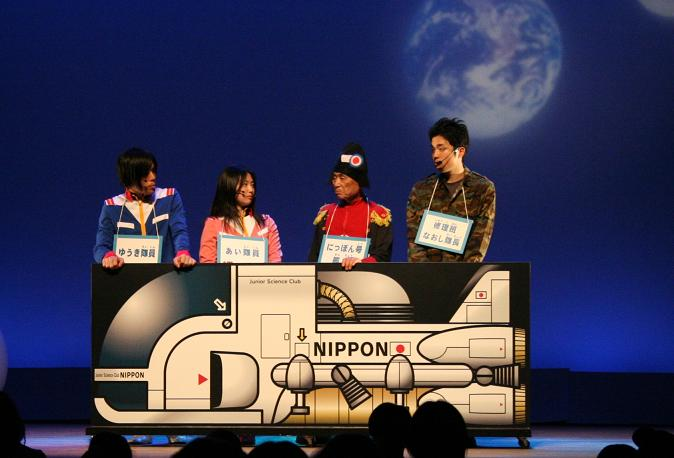 ゆうき隊員
あい隊員
にっぽん号
修理班
なおし隊長
Junior Science Club
NIPPON
Junior Science Club NIPPON